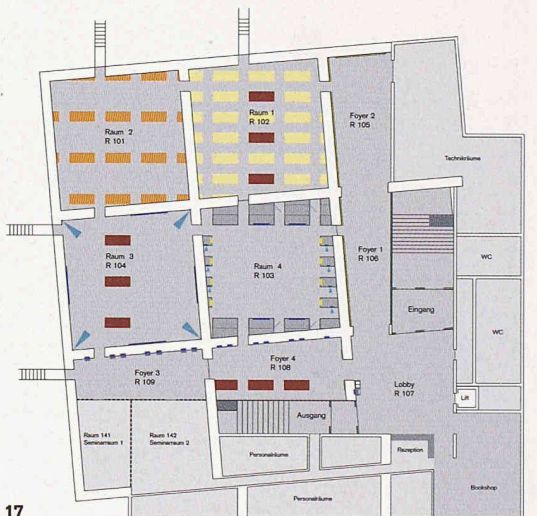 Raum 2
R 101
Raum 1
R 102
Foyer 2
R 105
Technikräume
Raum 3
R 104
Raum 4
R 103
Foyer 1
R 106
WC
Eingang
WC
Foyer 3
R 109
Foyer 4
R 108
Lobby
R 107
Lift
Raum 141
Seminarraum 1
Raum 142
Seminarraum 2
Ausgang
Personalräume
Rezeption
Bookshop
Personalräume
17